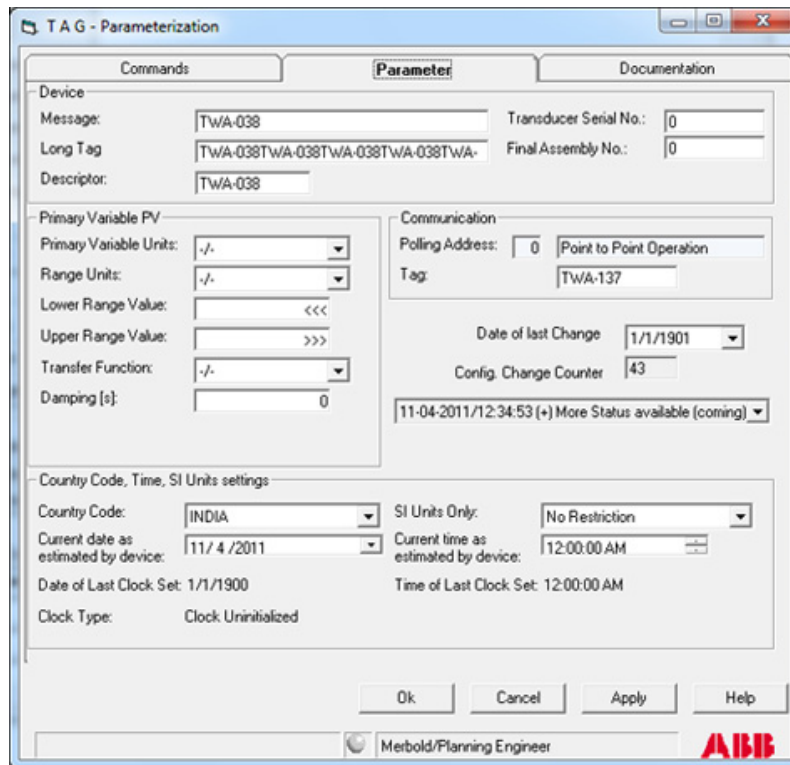 T A G - Parameterization
Commands Parameter Documentation
Device
Message: TWA-038 Transducer Serial No.: 0
Long Tag TWA-038TWA-038TWA-038TWA-038TWA- Final Assembly No.: 0
Descriptor: TWA-038
Primary Variable PV Communication
Primary Variable Units: -/- Polling Address: 0 Point to Point Operation
Range Units: -/- Tag: TWA-137
Lower Range Value: <<<
Upper Range Value: >>> Date of last Change 1/1/1901
Transfer Function: -/- Config. Change Counter 43
Damping [s]: 0 11-04-2011/12:34:53 (+) More Status available (coming)
Country Code, Time, SI Units settings
Country Code: INDIA SI Units Only: No Restriction
Current date as estimated by device: 11/ 4 /2011 Current time as estimated by device: 12:00:00 AM
Date of Last Clock Set: 1/1/1900 Time of Last Clock Set: 12:00:00 AM
Clock Type: Clock Uninitialized
Ok Cancel Apply Help
Merbold/Planning Engineer ABB